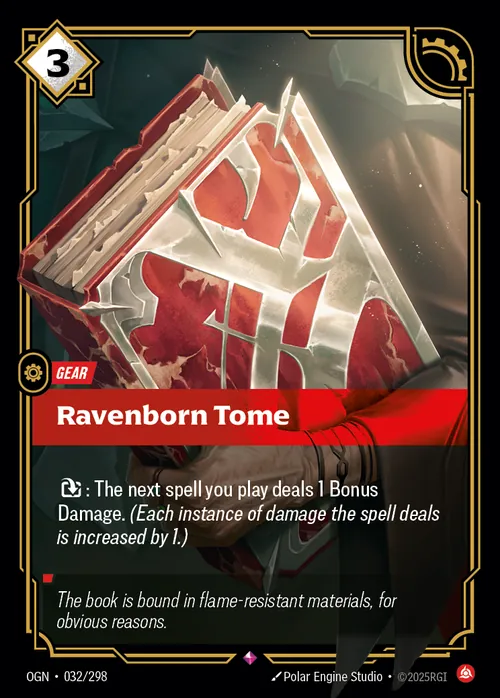 3
GEAR
Ravenborn Tome
: The next spell you play deals 1 Bonus
Damage. (Each instance of damage the spell deals
is increased by 1.)
The book is bound in flame-resistant materials, for
obvious reasons.
OGN • 032/298
Polar Engine Studio • ©2025RGI